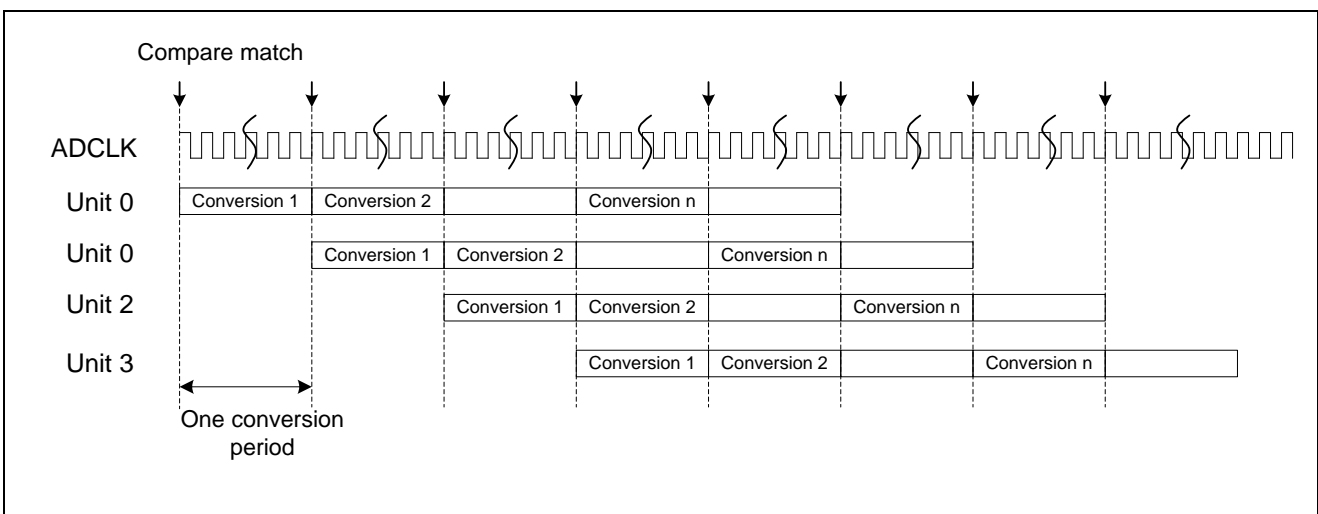 Compare match
ADCLK
Unit 0 Conversion 1 Conversion 2 Conversion n
Unit 0 Conversion 1 Conversion 2 Conversion n
Unit 2 Conversion 1 Conversion 2 Conversion n
Unit 3 Conversion 1 Conversion 2 Conversion n
One conversion
period